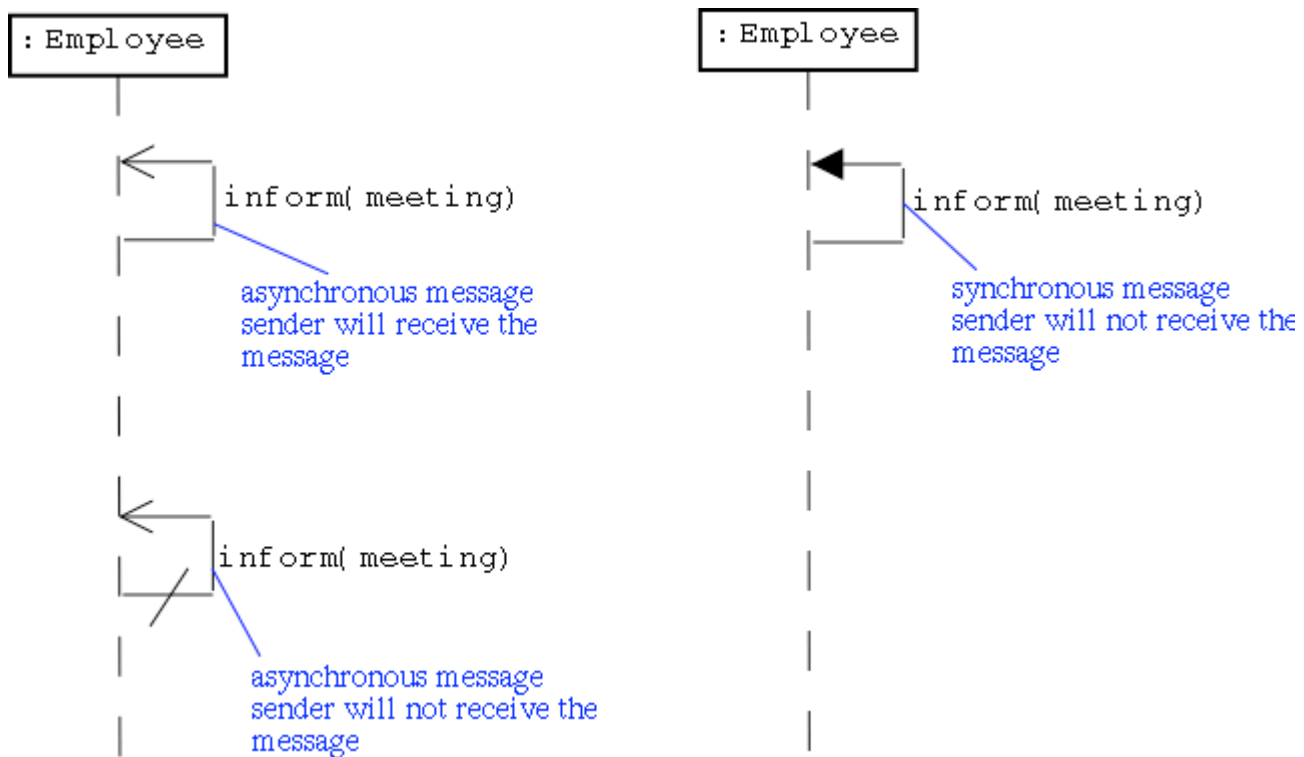 : Employee
inform( meeting)
asynchronous message
sender will receive the
message
inform( meeting)
asynchronous message
sender will not receive the
message
: Employee
inform( meeting)
synchronous message
sender will not receive the
message